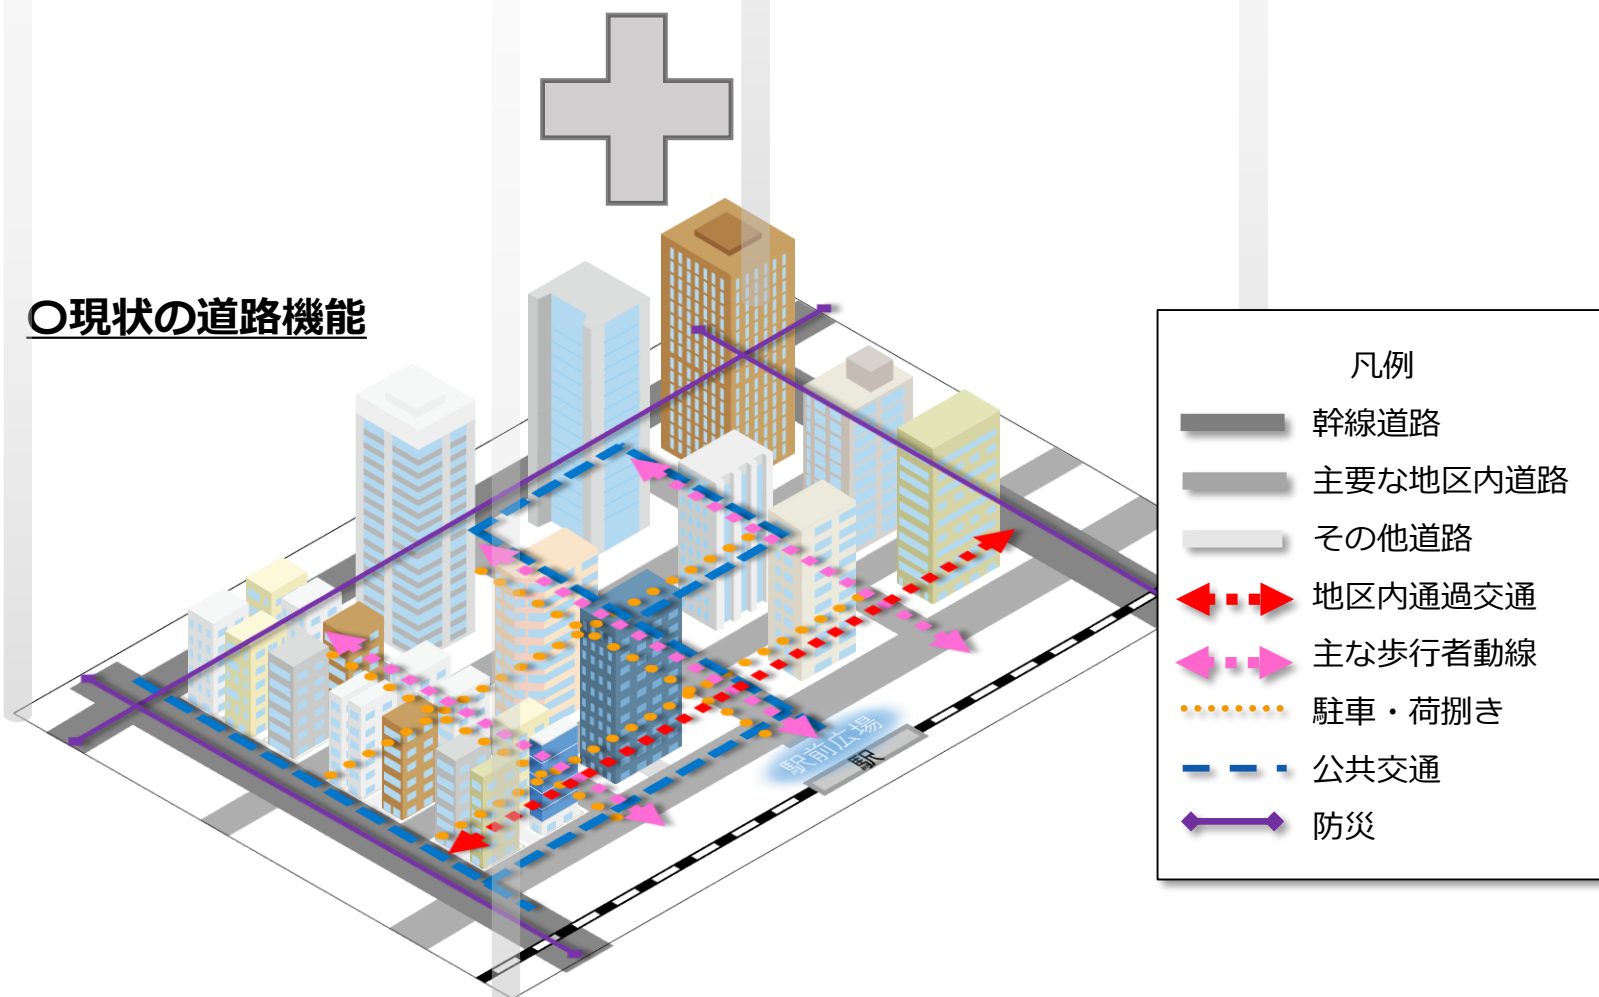 〇現状の道路機能
凡例
幹線道路
主要な地区内道路
その他道路
地区内通過交通
主な歩行者動線
駐車・荷捌き
公共交通
防災
駅前広場
駅